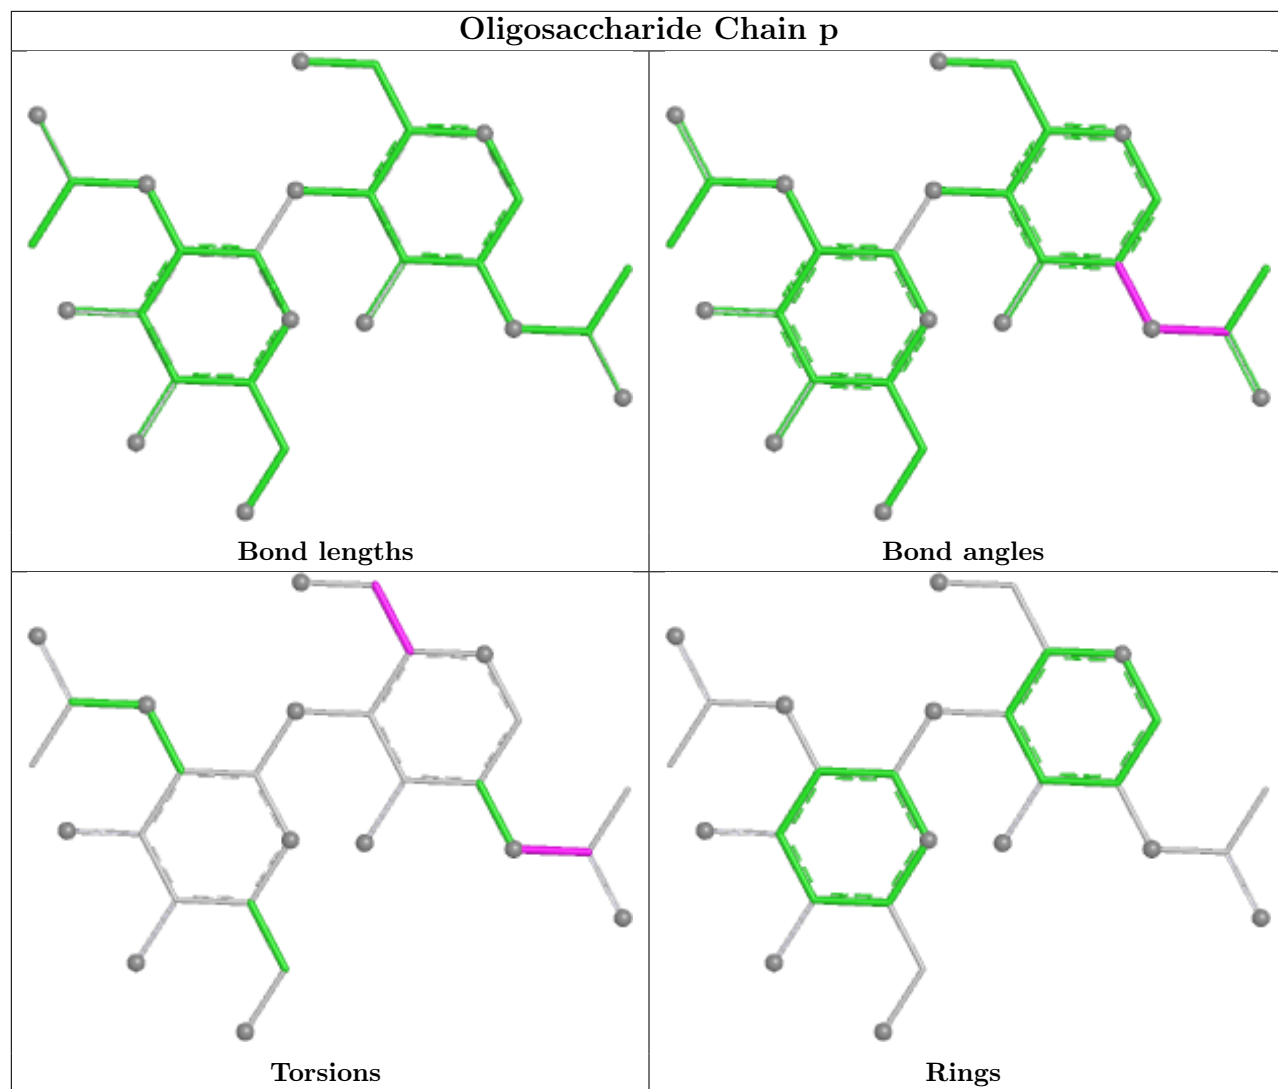 Oligosaccharide Chain p
Bond lengths
Bond angles
Torsions
Rings